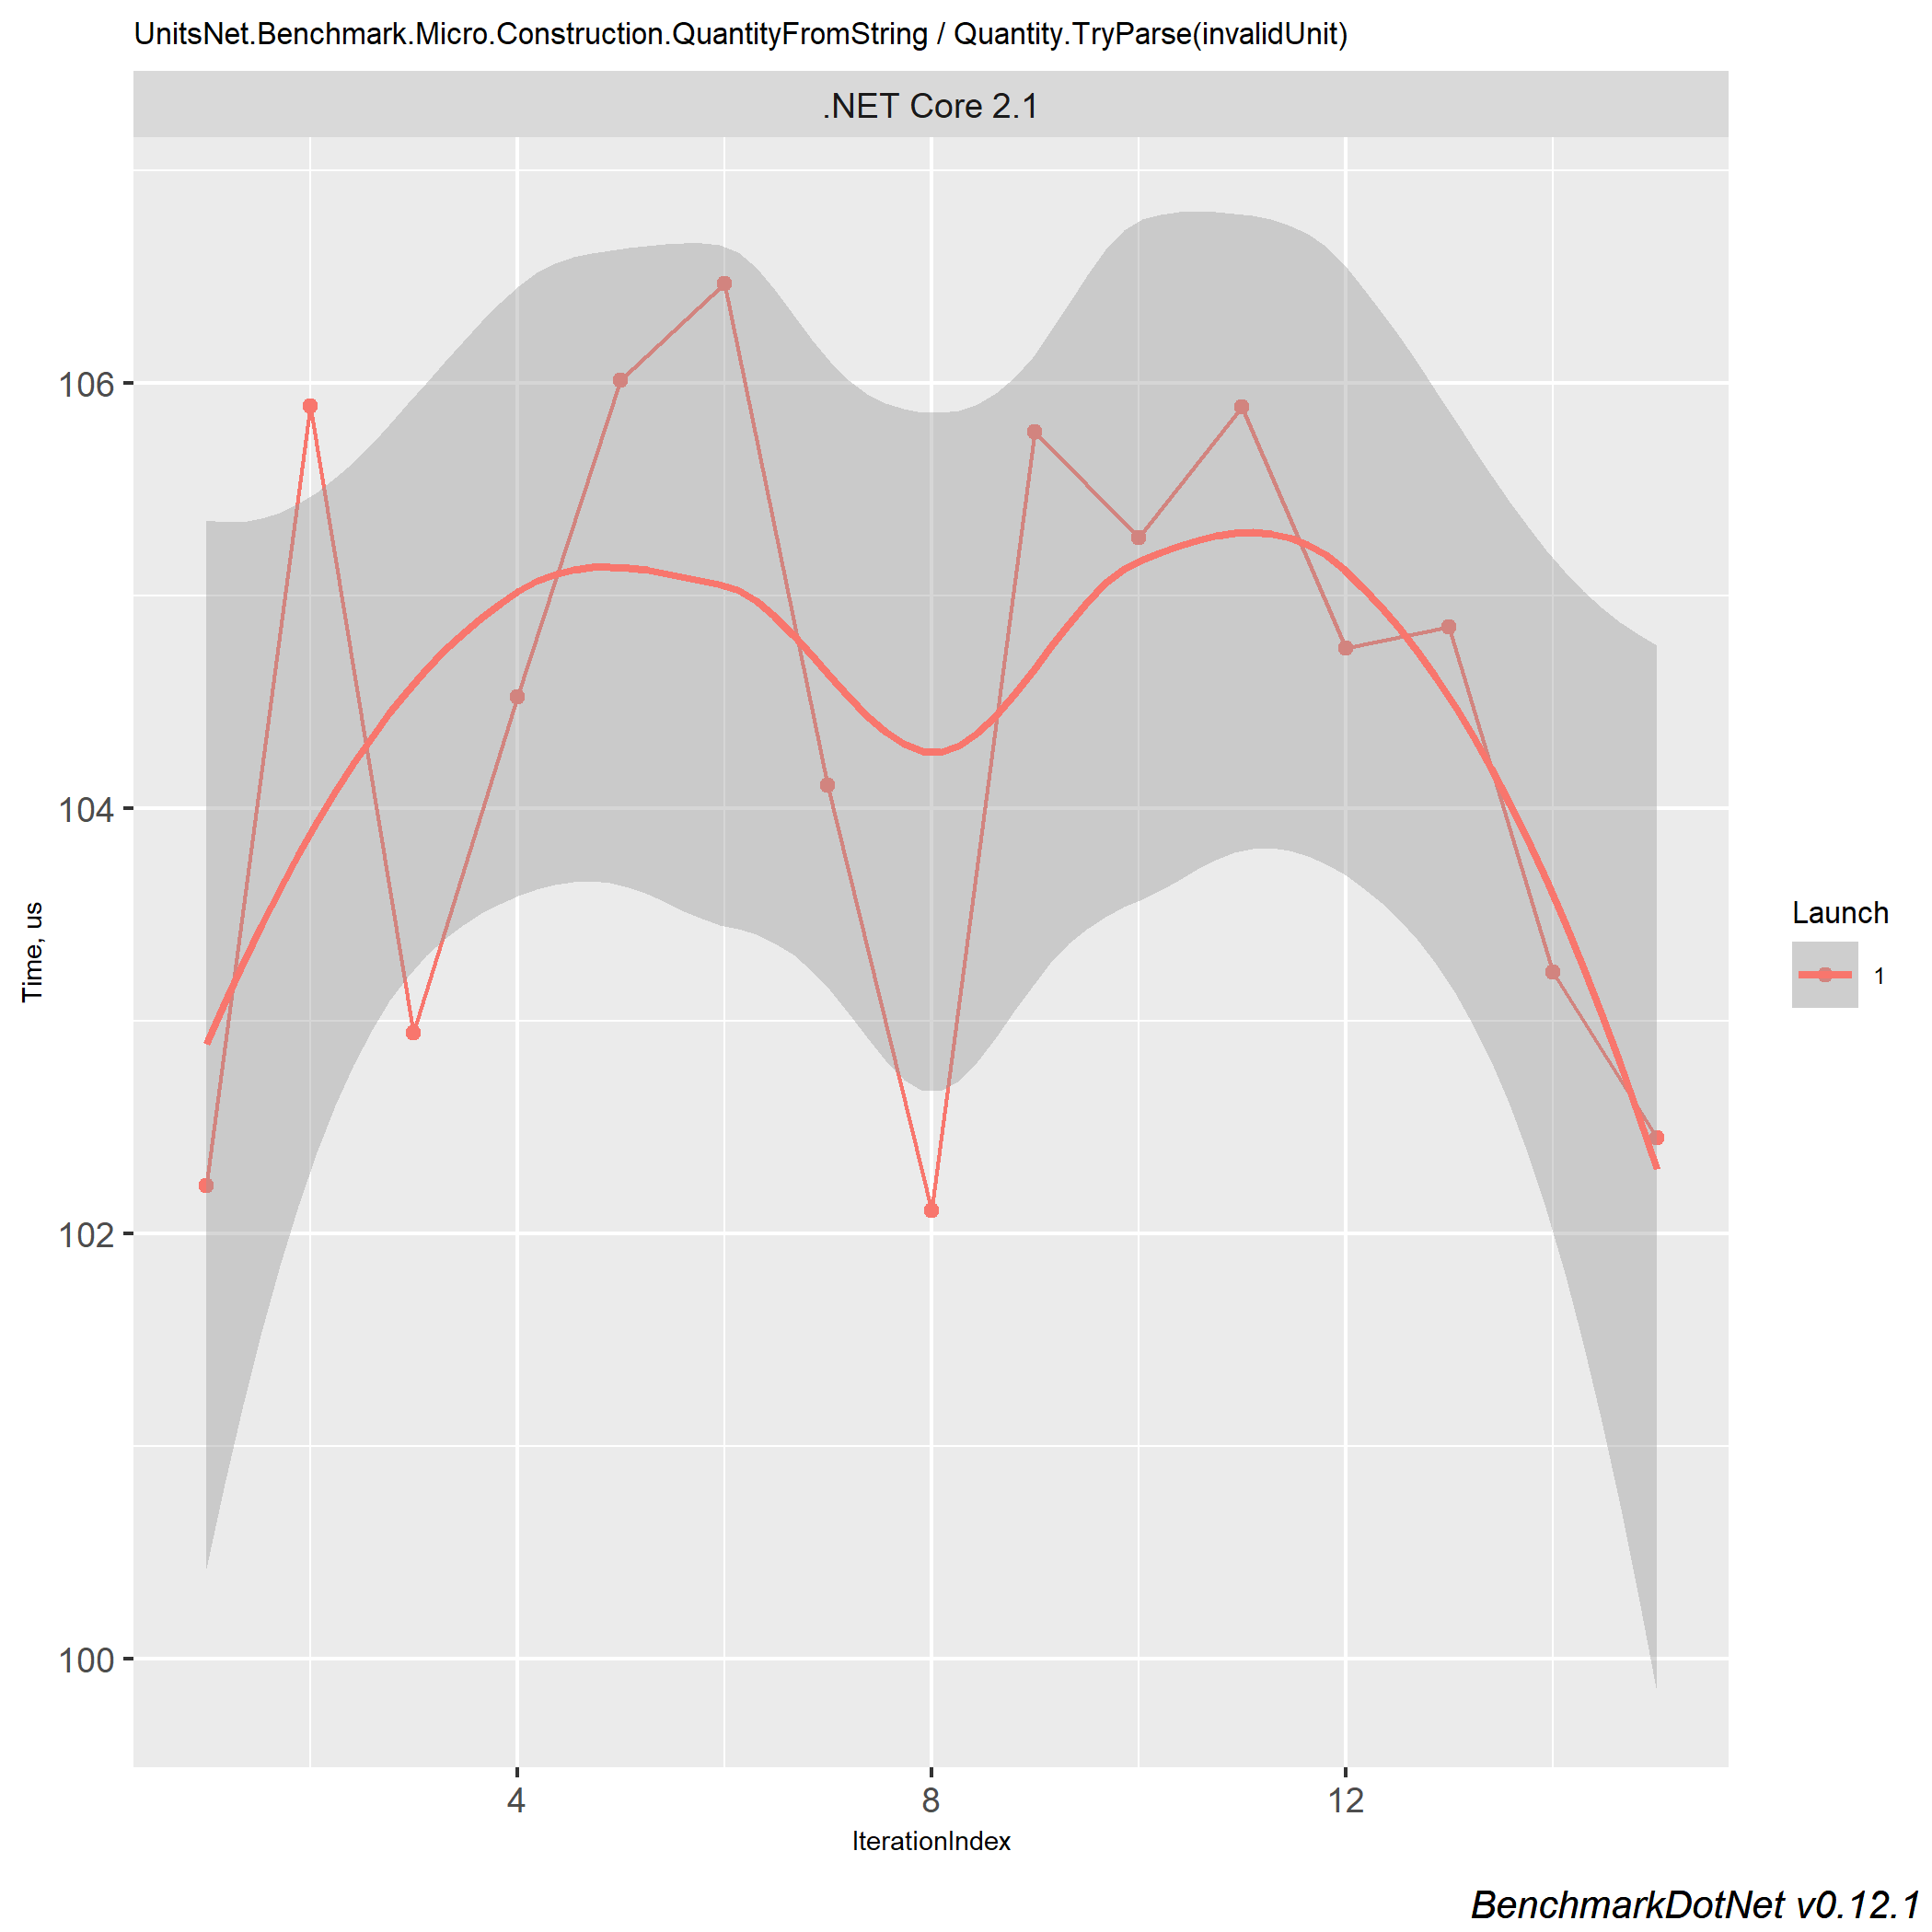 UnitsNet.Benchmark.Micro.Construction.QuantityFromString / Quantity.TryParse(invalidUnit)
.NET Core 2.1
106
104
102
100
Time, us
4 8 12
IterationIndex
Launch
1
BenchmarkDotNet v0.12.1